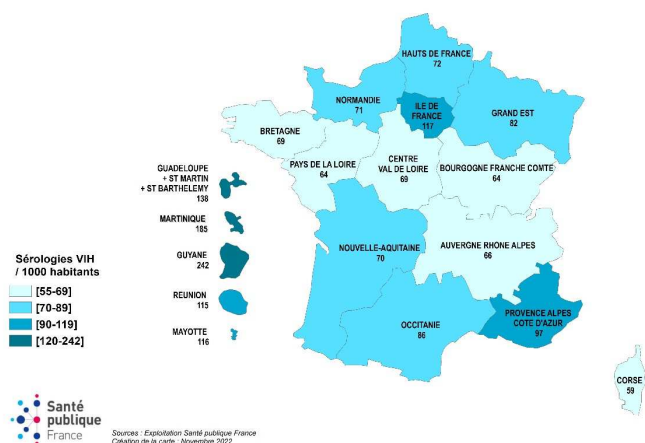 HAUTS DE FRANCE
72
NORMANDIE
71
ILE DE
FRANCE
117
GRAND EST
82
BRETAGNE
69
PAYS DE LA LOIRE
64
CENTRE
VAL DE LOIRE
69
BOURGOGNE FRANCHE COMTE
64
GUADELOUPE
+ ST MARTIN
+ ST BARTHELEMY
138
MARTINIQUE
185
GUYANE
242
REUNION
115
MAYOTTE
116
NOUVELLE-AQUITAINE
70
AUVERGNE RHONE ALPES
66
OCCITANIE
86
PROVENCE ALPES
COTE D'AZUR
97
CORSE
59
Sérologies VIH
/ 1000 habitants
[55-69]
[70-89]
[90-119]
[120-242]
Santé
publique
France
Sources : Exploitation Santé publique France
Création de la carte : Novembre 2022